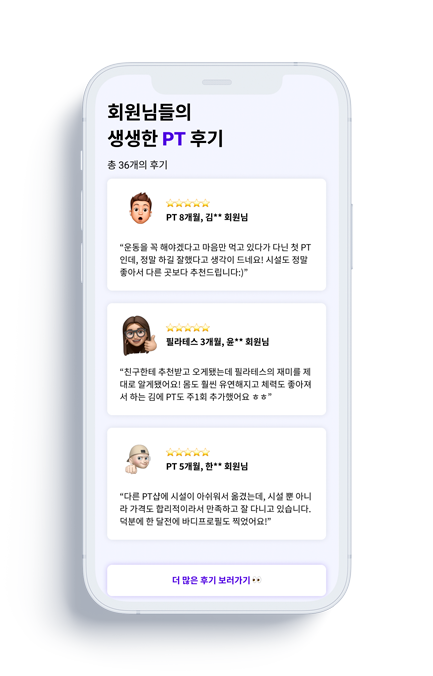 회원님들의
생생한 PT 후기
총 36개의 후기
PT 8개월, 김** 회원님
“운동을 꼭 해야겠다고 마음만 먹고 있다가 다닌 첫 PT
인데, 정말 하길 잘했다고 생각이 드네요! 시설도 정말
좋아서 다른 곳보다 추천드립니다:)”
필라테스 3개월, 윤** 회원님
“친구한테 추천받고 오게됐는데 필라테스의 재미를 제
대로 알게됐어요! 몸도 훨씬 유연해지고 체력도 좋아져
서 하는 김에 PT도 주1회 추가했어요 ㅎㅎ”
PT 5개월, 한** 회원님
“다른 PT샵에 시설이 아쉬워서 옮겼는데, 시설 뿐 아니
라 가격도 합리적이라서 만족하고 잘 다니고 있습니다.
덕분에 한 달전에 바디프로필도 찍었어요!”
더 많은 후기 보러가기 👀